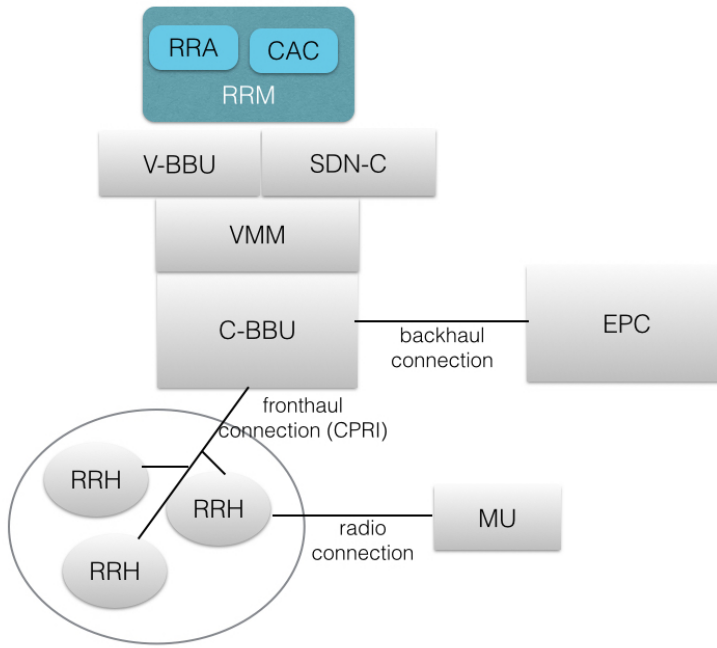 RRA
CAC
RRM
V-BBU
SDN-C
VMM
C-BBU
EPC
backhaul
connection
fronthaul
connection (CPRI)
RRH
RRH
RRH
MU
radio
connection